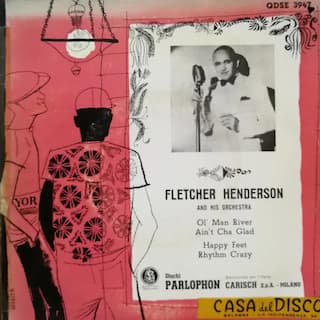 QDSE 3947
YOR
FLETCHER HENDERSON
AND HIS ORCHESTRA
Ol' Man River
Ain't Cha Glad
Happy Feet
Rhythm Crazy
Dischi
PARLOPHON
CARISCH S.p.A. - MILANO
CASA del DISCO
BOLOGNA